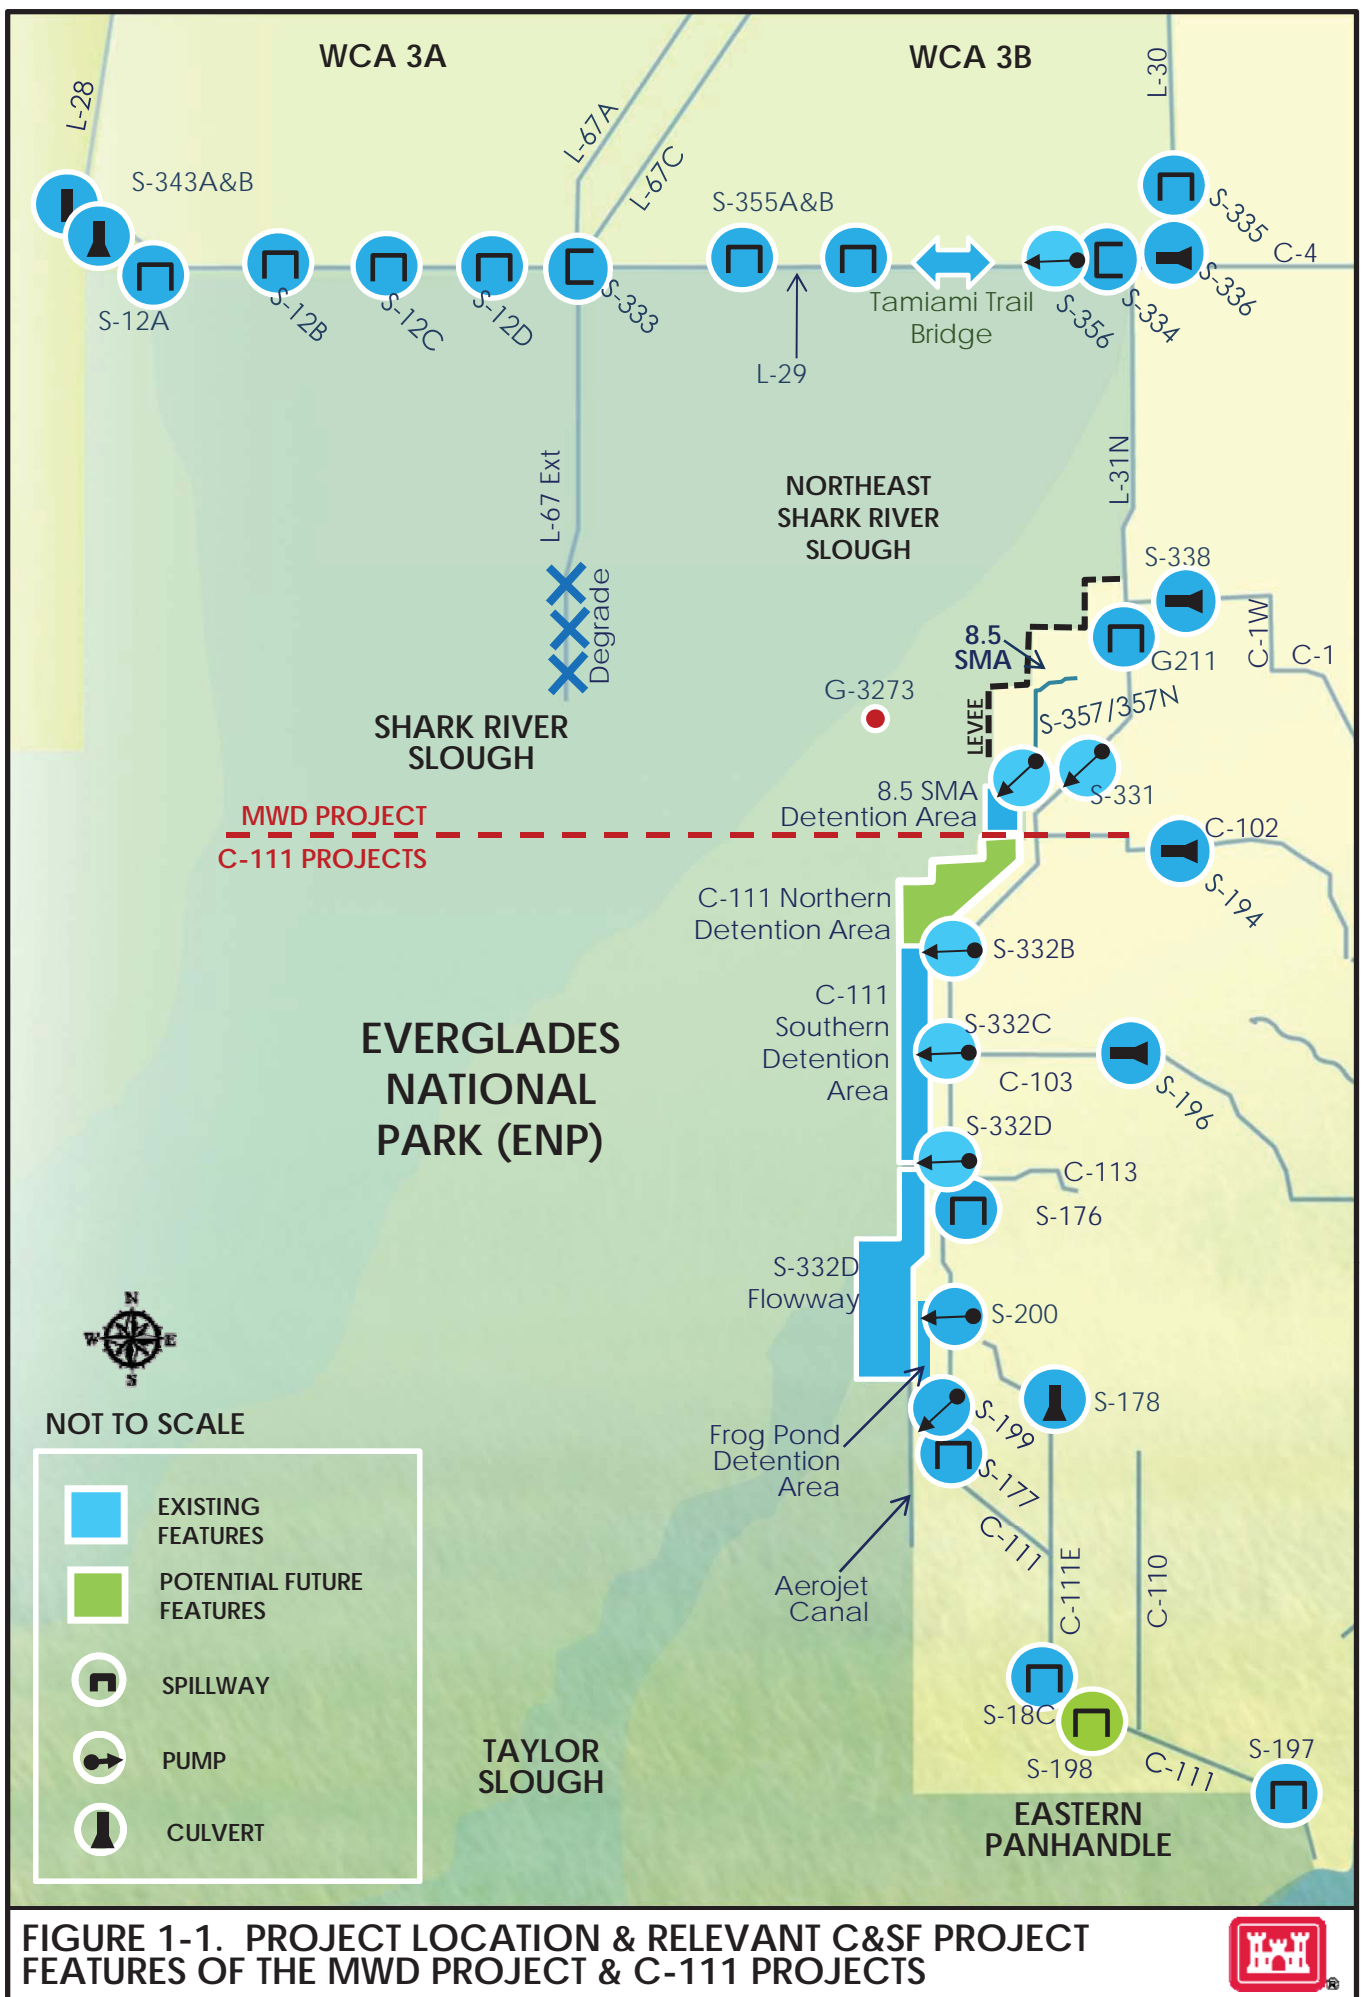 WCA 3A
WCA 3B
L-28
L-67A
L-67C
L-30
S-343A&B
S-355A&B
S-335
C-4
S-12A
S-12B
S-12C
S-12D
S-333
Tamiami Trail
Bridge
S-356
S-334
S-336
L-29
L-67 Ext
L-31N
NORTHEAST
SHARK RIVER
SLOUGH
Degrade
S-338
8.5
SMA
G211
C-1W
C-1
G-3273
LEVEE
S-357/357N
SHARK RIVER
SLOUGH
8.5 SMA
Detention Area
S-331
MWD PROJECT
C-111 PROJECTS
C-102
S-194
C-111 Northern
Detention Area
S-332B
C-111
Southern
Detention
Area
S-332C
C-103
S-196
EVERGLADES
NATIONAL
PARK (ENP)
S-332D
C-113
S-176
S-332D
Flowway
S-200
N
W
E
S
NOT TO SCALE
S-178
S-199
S-177
Frog Pond
Detention
Area
C-111
Aerojet
Canal
C-111E
C-110
EXISTING
FEATURES
POTENTIAL FUTURE
FEATURES
SPILLWAY
PUMP
CULVERT
S-18C
S-198
C-111
S-197
TAYLOR
SLOUGH
EASTERN
PANHANDLE
FIGURE 1-1. PROJECT LOCATION & RELEVANT C&SF PROJECT
FEATURES OF THE MWD PROJECT & C-111 PROJECTS
®